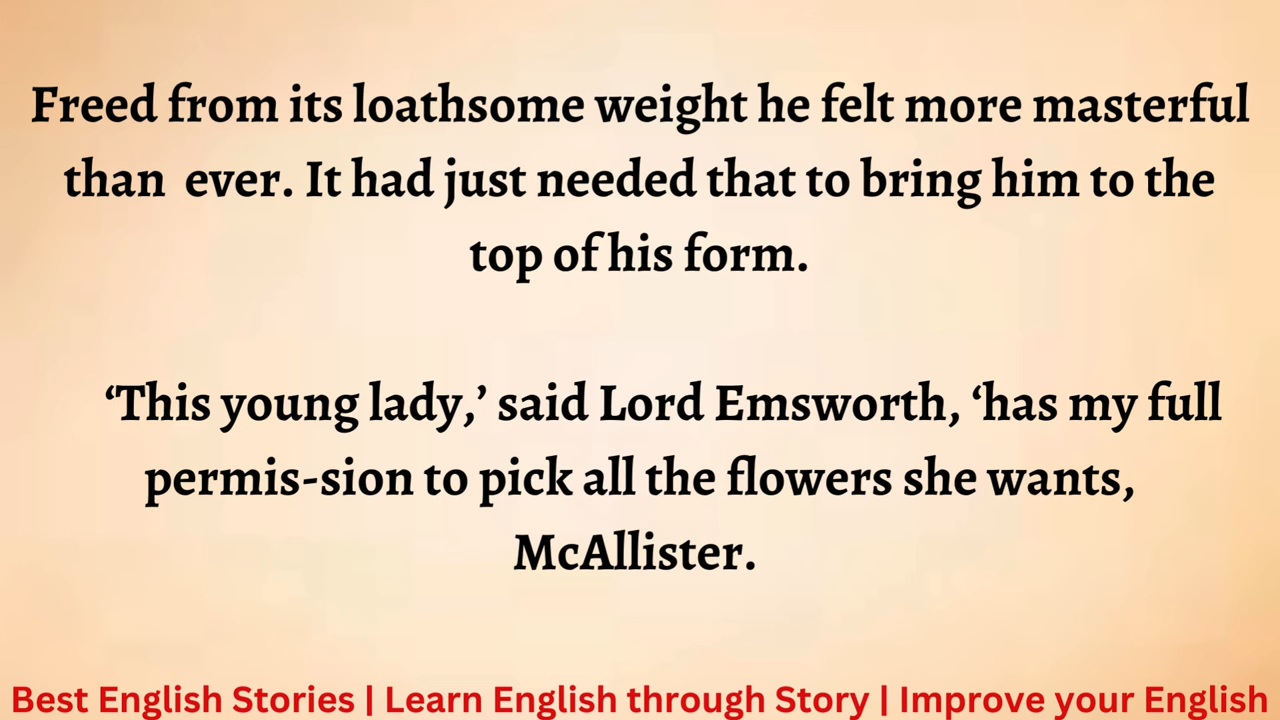 Freed from its loathsome weight he felt more masterful
than  ever. It had just needed that to bring him to the
top of his form.
‘This young lady,’ said Lord Emsworth, ‘has my full
permis-sion to pick all the flowers she wants,
McAllister.
Best English Stories | Learn English through Story | Improve your English